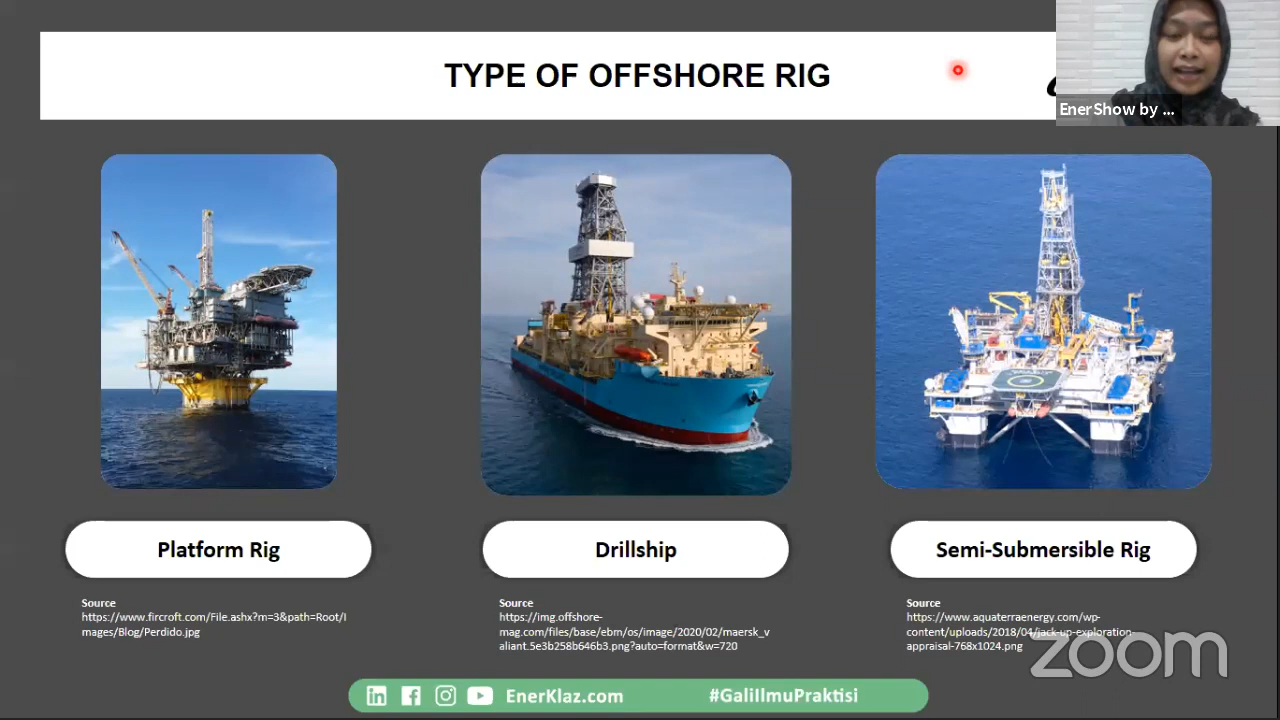 TYPE OF OFFSHORE RIG
EnerShow by ...
Platform Rig
Drillship
Semi-Submersible Rig
Source
https://www.fircroft.com/File.ashx?m=3&path=Root/I
mages/Blog/Perdido.jpg
Source
https://img.offshore-
mag.com/files/base/ebm/os/image/2020/02/maersk_v
aliant.5e3b258b646b3.png?auto=format&w=720
Source
https://www.aquaterraenergy.com/wp-
content/uploads/2018/04/jack-up-exploration-
appraisal-768x1024.png
zoom
EnerKlaz.com
#GaliIlmuPraktisi